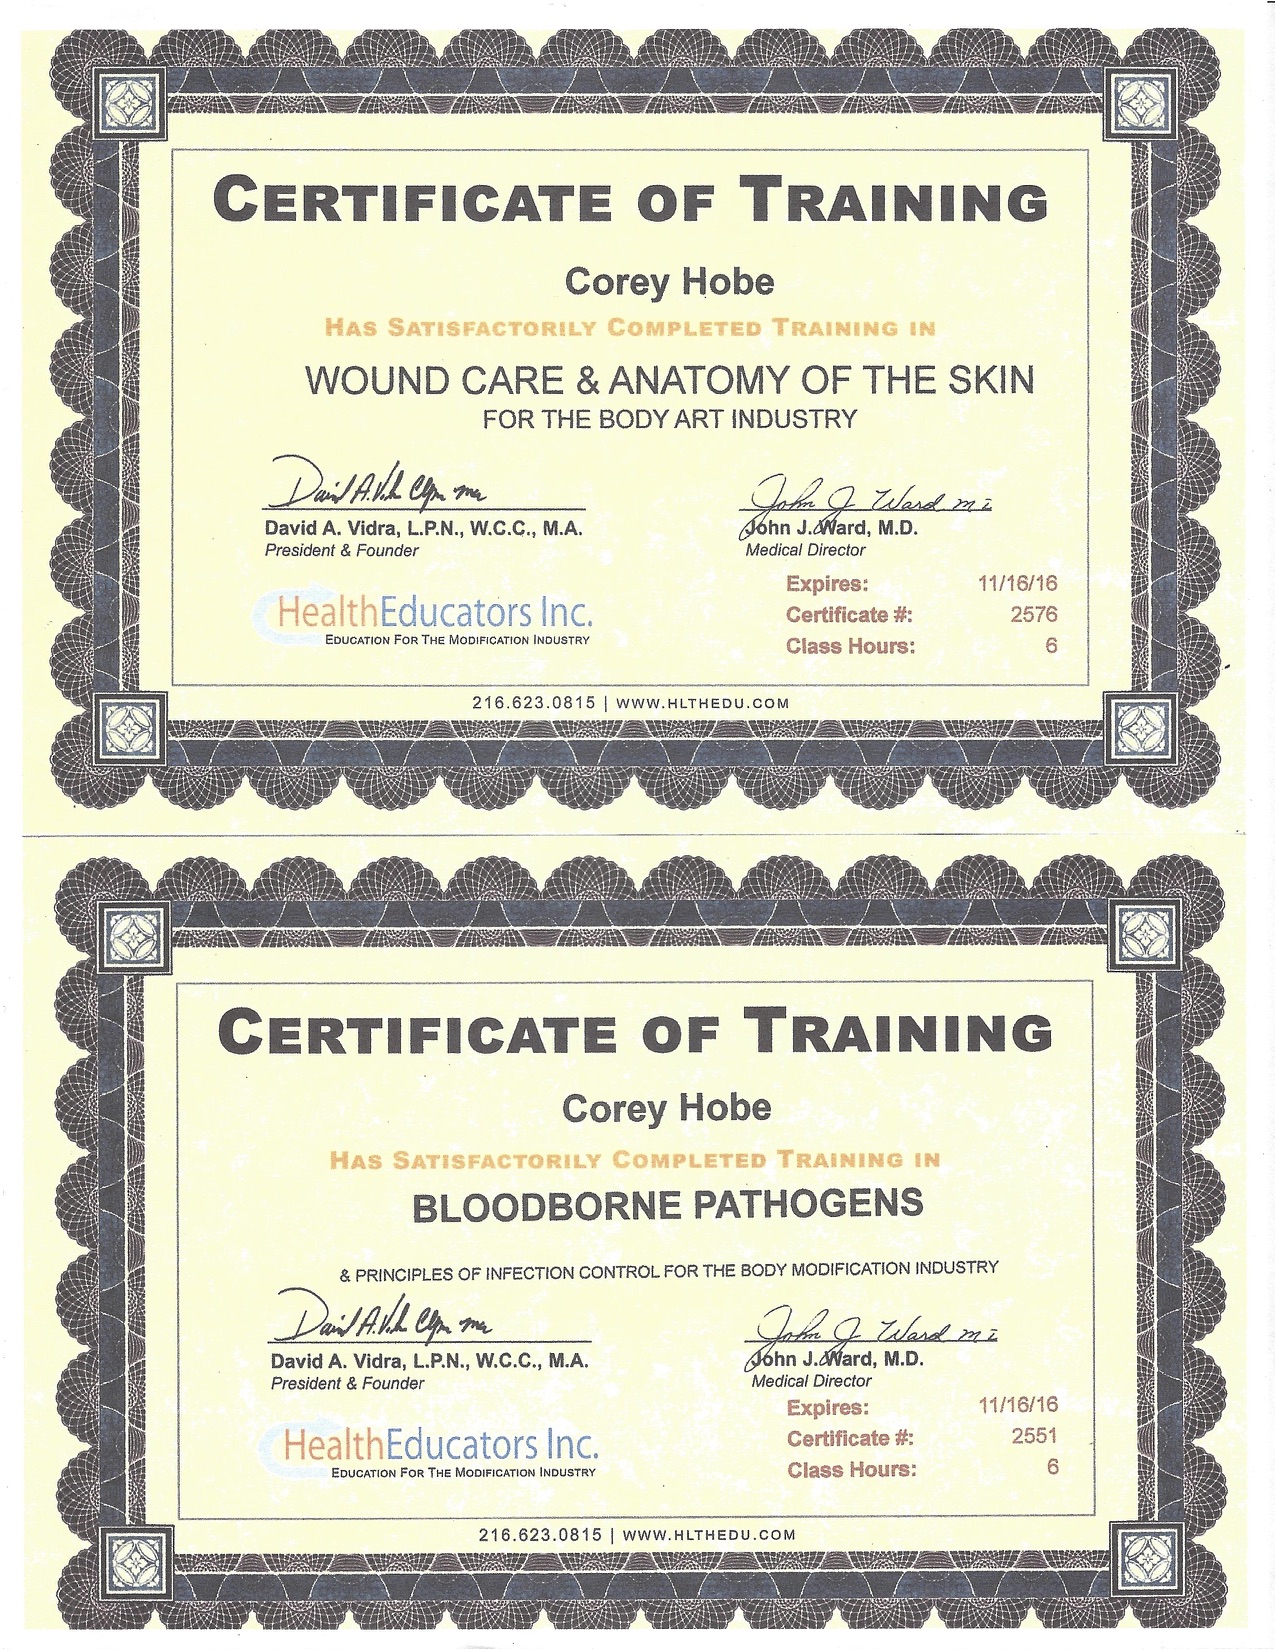 CERTIFICATE OF TRAINING
Corey Hobe
HAS SATISFACTORILY COMPLETED TRAINING IN
WOUND CARE & ANATOMY OF THE SKIN
FOR THE BODY ART INDUSTRY
John J Ward
David A. Vidra, L.P.N., W.C.C., M.A. John J. Ward, M.D.
President & Founder Medical Director
Expires: 11/16/16
Certificate #: 2576
Class Hours: 6
HealthEducators Inc.
EDUCATION FOR THE MODIFICATION INDUSTRY
216.623.0815 | WWW.HLTHEDU.COM
CERTIFICATE OF TRAINING
Corey Hobe
HAS SATISFACTORILY COMPLETED TRAINING IN
BLOODBORNE PATHOGENS
& PRINCIPLES OF INFECTION CONTROL FOR THE BODY MODIFICATION INDUSTRY
John J Ward
David A. Vidra, L.P.N., W.C.C., M.A. John J. Ward, M.D.
President & Founder Medical Director
Expires: 11/16/16
Certificate #: 2551
Class Hours: 6
HealthEducators Inc.
EDUCATION FOR THE MODIFICATION INDUSTRY
216.623.0815 | WWW.HLTHEDU.COM